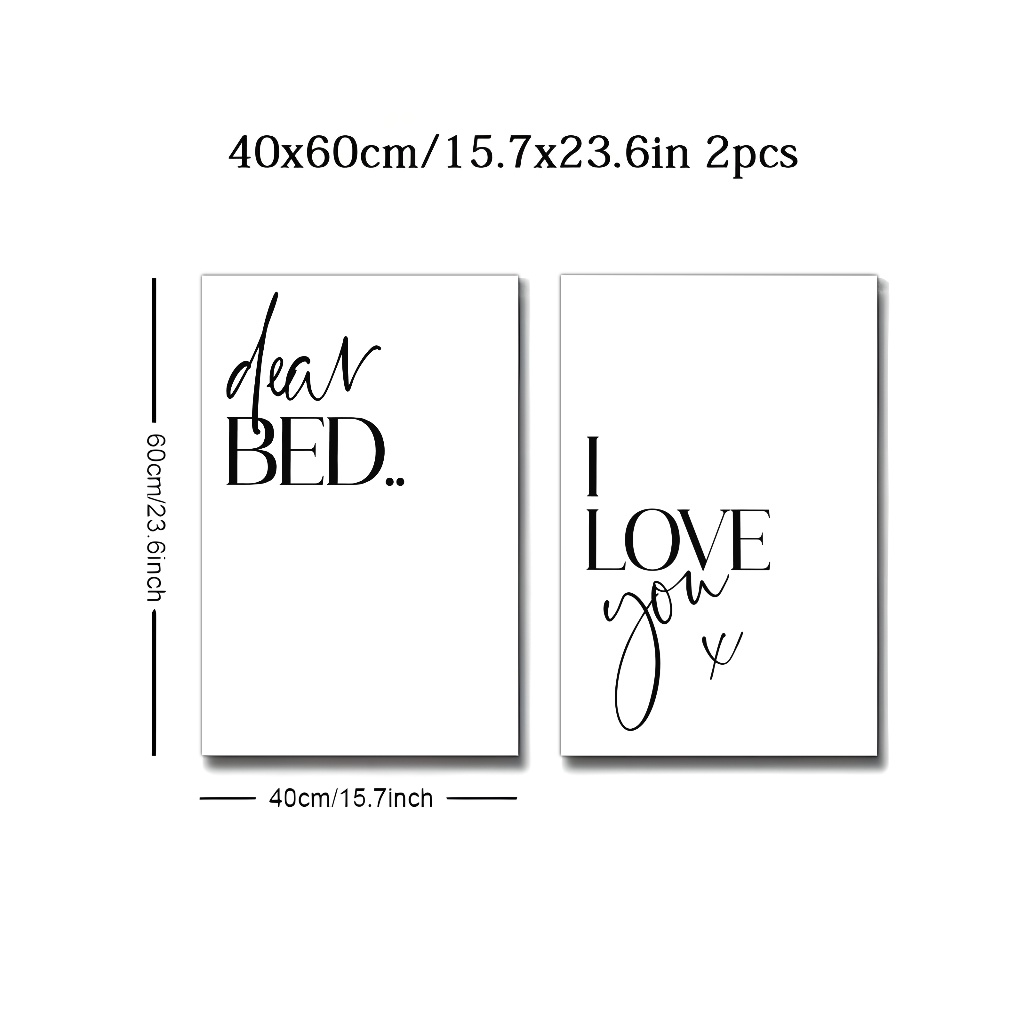 40x60cm/15.7x23.6in 2pcs
dear
BED..
I
LOVE
you
x
60cm/23.6inch
40cm/15.7inch